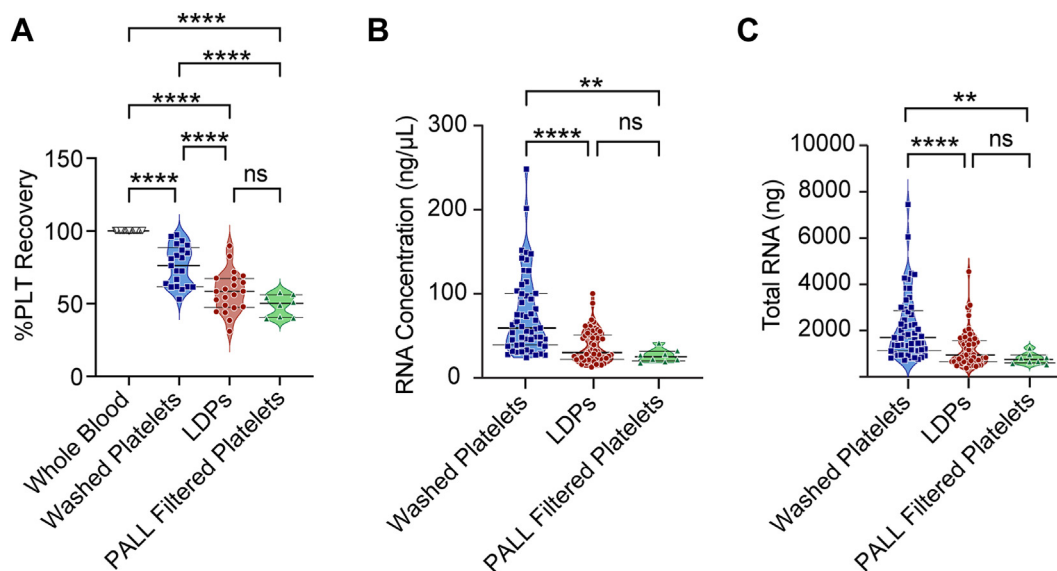 A
****
****
****
****
****
ns
%PLT Recovery
150
100
50
0
Whole Blood
Washed Platelets
LDPs
PALL Filtered Platelets
B
**
****
ns
RNA Concentration (ng/µL)
300
200
100
0
Washed Platelets
LDPs
PALL Filtered Platelets
C
**
****
ns
Total RNA (ng)
10000
8000
6000
4000
2000
Washed Platelets
LDPs
PALL Filtered Platelets